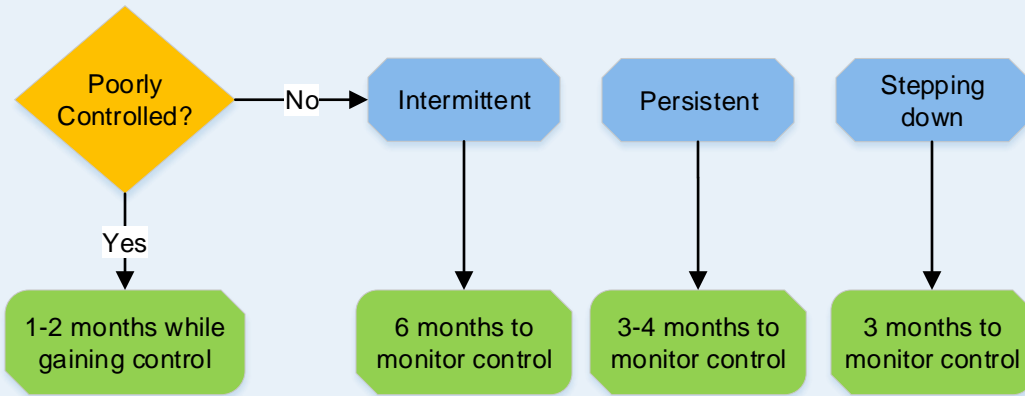 Poorly
Controlled?
No
Intermittent
Persistent
Stepping
down
Yes
1-2 months while
gaining control
6 months to
monitor control
3-4 months to
monitor control
3 months to
monitor control